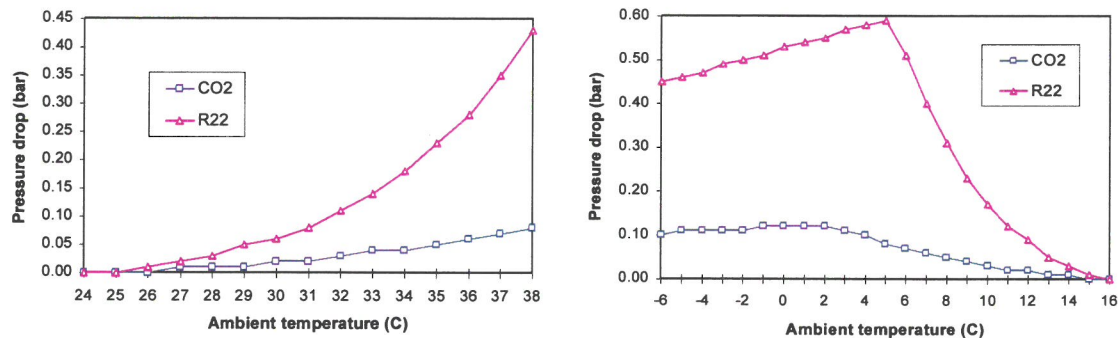 0.45
0.40
0.35
0.30
0.25
0.20
0.15
0.10
0.05
0.00
Pressure drop (bar)
CO2
R22
24 25 26 27 28 29 30 31 32 33 34 35 36 37 38
Ambient temperature (C)
0.60
0.50
0.40
0.30
0.20
0.10
0.00
Pressure drop (bar)
CO2
R22
-6 -4 -2 0 2 4 6 8 10 12 14 16
Ambient temperature (C)